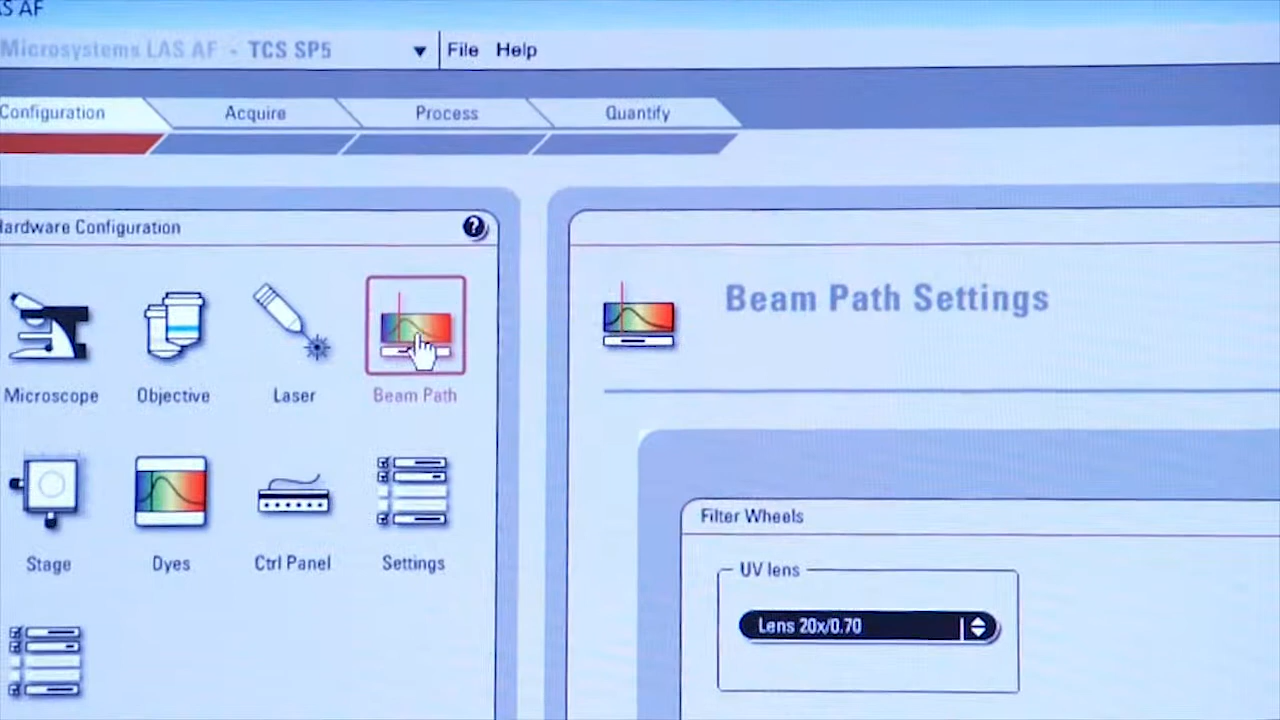 AS AF
Microsystems LAS AF - TCS SP5
File Help
Configuration
Acquire
Process
Quantify
Hardware Configuration
?
Beam Path Settings
Microscope
Objective
Laser
Beam Path
Stage
Dyes
Ctrl Panel
Settings
Filter Wheels
UV lens
Lens 20x/0.70